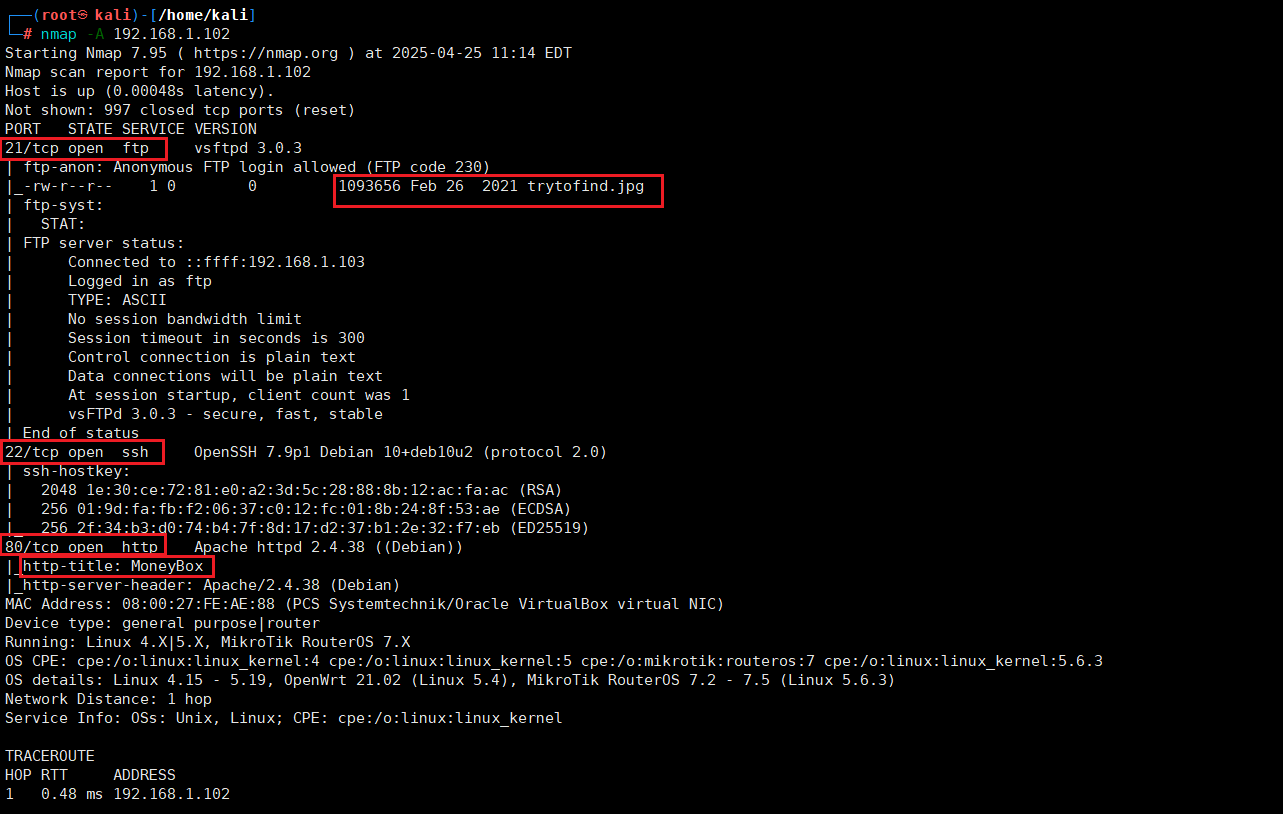 ┌──(root㉿kali)-[/home/kali]
└─# nmap -A 192.168.1.102
Starting Nmap 7.95 ( https://nmap.org ) at 2025-04-25 11:14 EDT
Nmap scan report for 192.168.1.102
Host is up (0.00048s latency).
Not shown: 997 closed tcp ports (reset)
PORT   STATE SERVICE VERSION
21/tcp open  ftp     vsftpd 3.0.3
| ftp-anon: Anonymous FTP login allowed (FTP code 230)
|_-rw-r--r--    1 0        0         1093656 Feb 26  2021 trytofind.jpg
| ftp-syst:
|   STAT:
| FTP server status:
|      Connected to ::ffff:192.168.1.103
|      Logged in as ftp
|      TYPE: ASCII
|      No session bandwidth limit
|      Session timeout in seconds is 300
|      Control connection is plain text
|      Data connections will be plain text
|      At session startup, client count was 1
|      vsFTPd 3.0.3 - secure, fast, stable
|_End of status
22/tcp open  ssh     OpenSSH 7.9p1 Debian 10+deb10u2 (protocol 2.0)
| ssh-hostkey:
|   2048 1e:30:ce:72:81:e0:a2:3d:5c:28:88:8b:12:ac:fa:ac (RSA)
|   256 01:9d:fa:fb:f2:06:37:c0:12:fc:01:8b:24:8f:53:ae (ECDSA)
|_  256 2f:34:b3:d0:74:b4:7f:8d:17:d2:37:b1:2e:32:f7:eb (ED25519)
80/tcp open  http    Apache httpd 2.4.38 ((Debian))
|_http-title: MoneyBox
|_http-server-header: Apache/2.4.38 (Debian)
MAC Address: 08:00:27:FE:AE:88 (PCS Systemtechnik/Oracle VirtualBox virtual NIC)
Device type: general purpose|router
Running: Linux 4.X|5.X, MikroTik RouterOS 7.X
OS CPE: cpe:/o:linux:linux_kernel:4 cpe:/o:linux:linux_kernel:5 cpe:/o:mikrotik:routeros:7 cpe:/o:linux:linux_kernel:5.6.3
OS details: Linux 4.15 - 5.19, OpenWrt 21.02 (Linux 5.4), MikroTik RouterOS 7.2 - 7.5 (Linux 5.6.3)
Network Distance: 1 hop
Service Info: OSs: Unix, Linux; CPE: cpe:/o:linux:linux_kernel

TRACEROUTE
HOP RTT     ADDRESS
1   0.48 ms 192.168.1.102